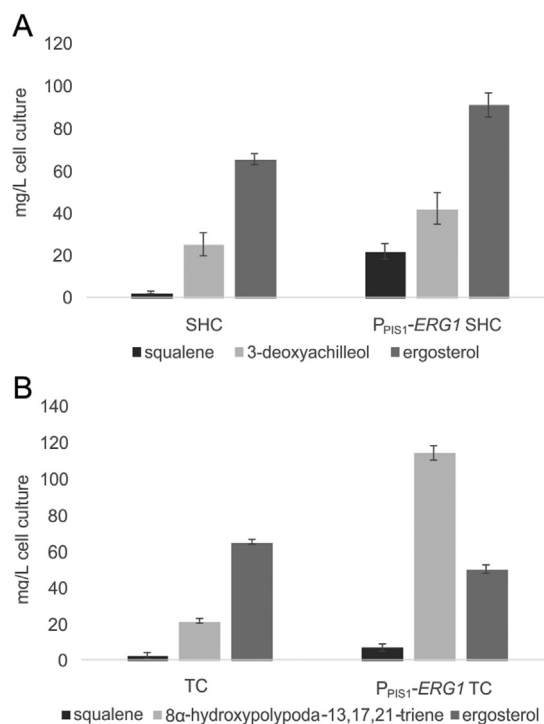 A
120
100
80
60
40
20
0
mg/L cell culture
SHC
PPIS1-ERG1 SHC
squalene 3-deoxyachilleol ergosterol
B
140
120
100
80
60
40
20
0
mg/L cell culture
TC
PPIS1-ERG1 TC
squalene 8α-hydroxypolypoda-13,17,21-triene ergosterol